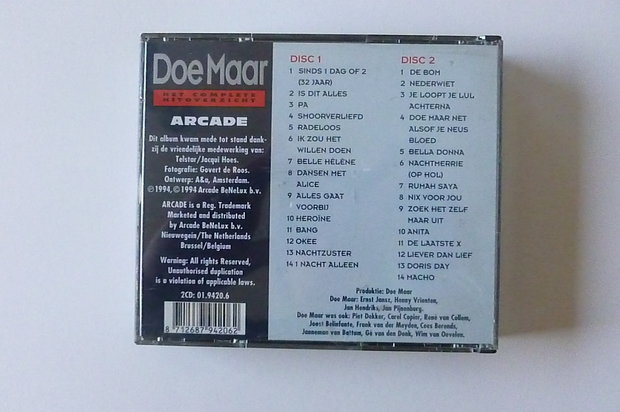 Doe Maar
HET COMPLETE
HITOVERZICHT
ARCADE
Dit album kwam mede tot stand dank-
zij de vriendelijke medewerking van:
Telstar/Jacqui Hoes.
Fotografie: Govert de Roos.
Ontwerp: A&a, Amsterdam.
℗ 1994, © 1994 Arcade BeNeLux b.v.
ARCADE is a Reg. Trademark
Marketed and distributed
by Arcade BeNeLux b.v.
Nieuwegein/The Netherlands
Brussel/Belgium
Warning: All rights Reserved,
Unauthorised duplication
is a violation of applicable laws.
2CD: 01.9420.6
8 712687 942062
DISC 1
1 SINDS 1 DAG OF 2
(32 JAAR)
2 IS DIT ALLES
3 PA
4 SMOORVERLIEFD
5 RADELOOS
6 IK ZOU HET
WILLEN DOEN
7 BELLE HÉLÈNE
8 DANSEN MET
ALICE
9 ALLES GAAT
VOORBIJ
10 HEROÏNE
11 BANG
12 OKEE
13 NACHTZUSTER
14 1 NACHT ALLEEN
DISC 2
1 DE BOM
2 NEDERWIET
3 JE LOOPT JE LUL
ACHTERNA
4 DOE MAAR NET
ALSOF JE NEUS
BLOED
5 BELLA DONNA
6 NACHTMERRIE
(OP HOL)
7 RUMAH SAYA
8 NIX VOOR JOU
9 ZOEK HET ZELF
MAAR UIT
10 ANITA
11 DE LAATSTE X
12 LIEVER DAN LIEF
13 DORIS DAY
14 MACHO
Produktie: Doe Maar
Doe Maar: Ernst Jansz, Henny Vrienten,
Jan Hendriks, Jan Pijnenburg.
Doe Maar was ook: Piet Dekker, Carel Copier, René van Collem,
Joost Belinfante, Frank van der Meyden, Cees Berends,
Janneman van Bottum, Gé van den Donk, Wim van Oevelen.